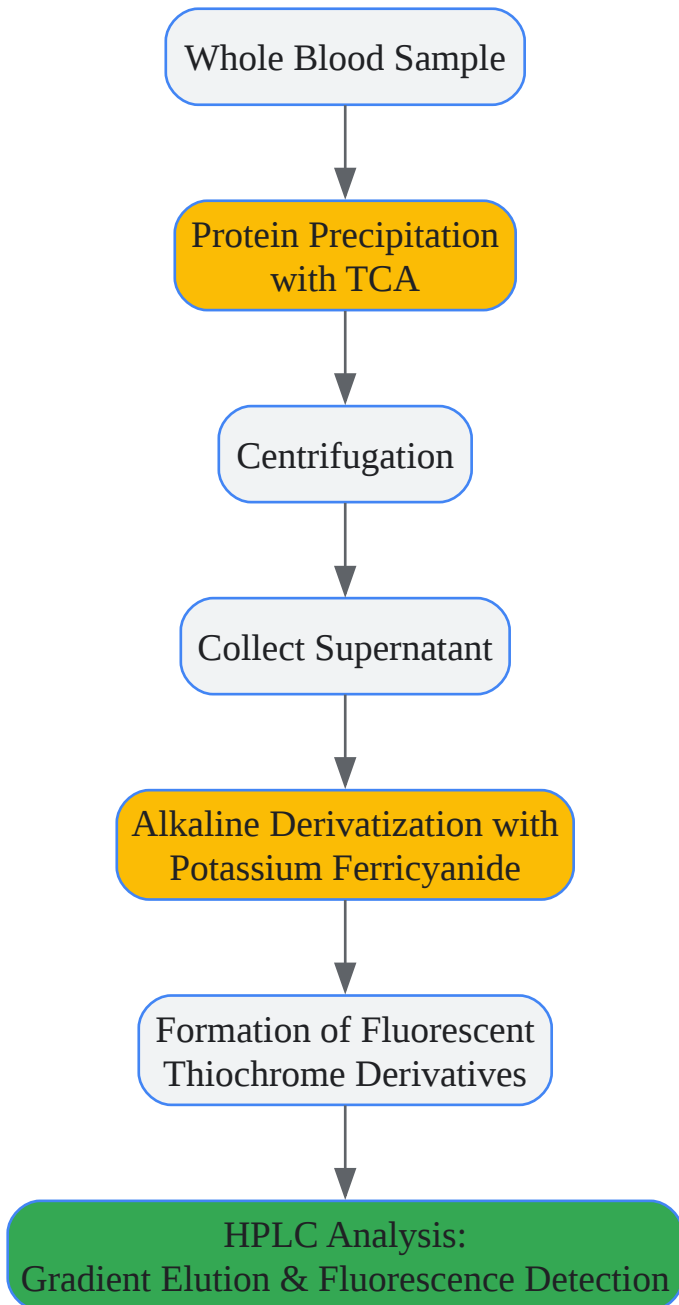 Whole Blood Sample
Protein Precipitation
with TCA
Centrifugation
Collect Supernatant
Alkaline Derivatization with
Potassium Ferricyanide
Formation of Fluorescent
Thiochrome Derivatives
HPLC Analysis:
Gradient Elution & Fluorescence Detection